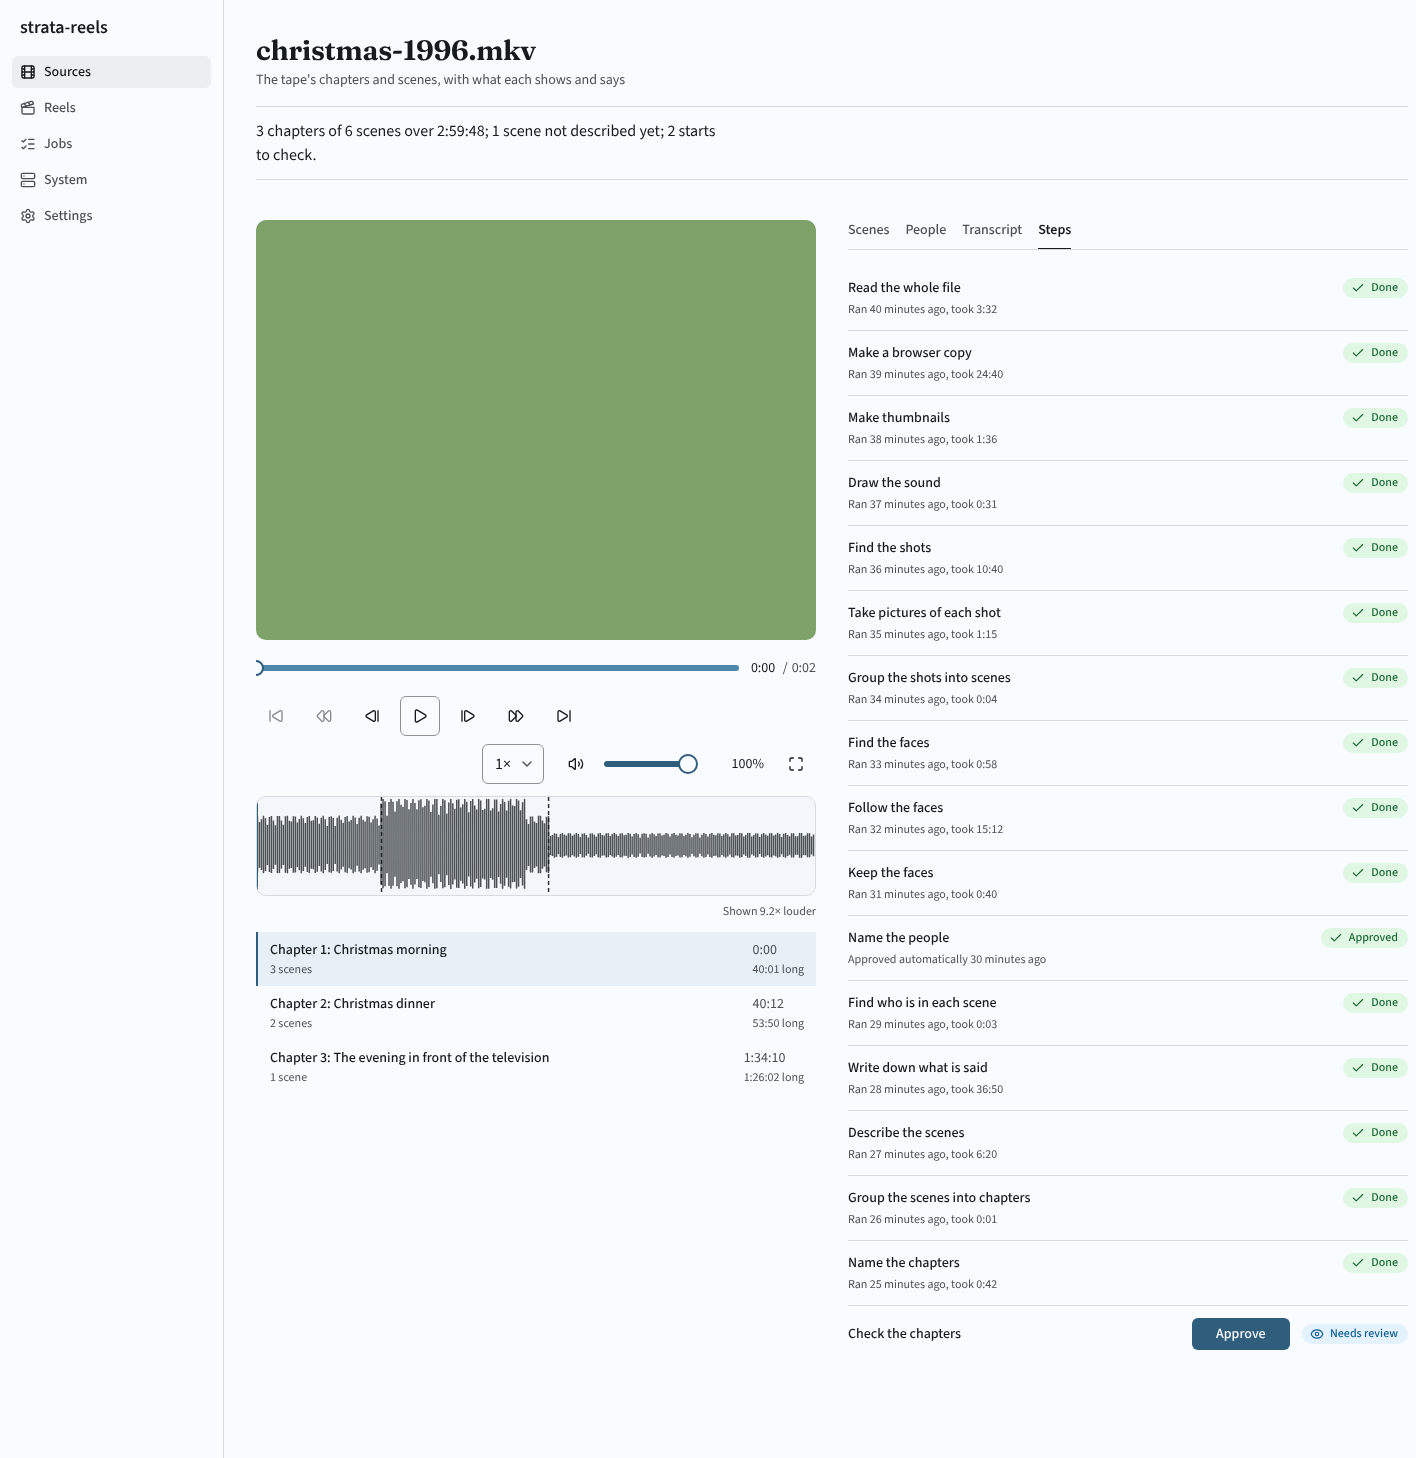 strata-reels
Sources
Reels
Jobs
System
Settings
christmas-1996.mkv
The tape's chapters and scenes, with what each shows and says
3 chapters of 6 scenes over 2:59:48; 1 scene not described yet; 2 starts
to check.
0:00 / 0:02
1×
100%
Shown 9.2× louder
Chapter 1: Christmas morning 0:00
3 scenes 40:01 long
Chapter 2: Christmas dinner 40:12
2 scenes 53:50 long
Chapter 3: The evening in front of the television 1:34:10
1 scene 1:26:02 long
Scenes People Transcript Steps
Read the whole file Done
Ran 40 minutes ago, took 3:32
Make a browser copy Done
Ran 39 minutes ago, took 24:40
Make thumbnails Done
Ran 38 minutes ago, took 1:36
Draw the sound Done
Ran 37 minutes ago, took 0:31
Find the shots Done
Ran 36 minutes ago, took 10:40
Take pictures of each shot Done
Ran 35 minutes ago, took 1:15
Group the shots into scenes Done
Ran 34 minutes ago, took 0:04
Find the faces Done
Ran 33 minutes ago, took 0:58
Follow the faces Done
Ran 32 minutes ago, took 15:12
Keep the faces Done
Ran 31 minutes ago, took 0:40
Name the people Approved
Approved automatically 30 minutes ago
Find who is in each scene Done
Ran 29 minutes ago, took 0:03
Write down what is said Done
Ran 28 minutes ago, took 36:50
Describe the scenes Done
Ran 27 minutes ago, took 6:20
Group the scenes into chapters Done
Ran 26 minutes ago, took 0:01
Name the chapters Done
Ran 25 minutes ago, took 0:42
Check the chapters Approve Needs review